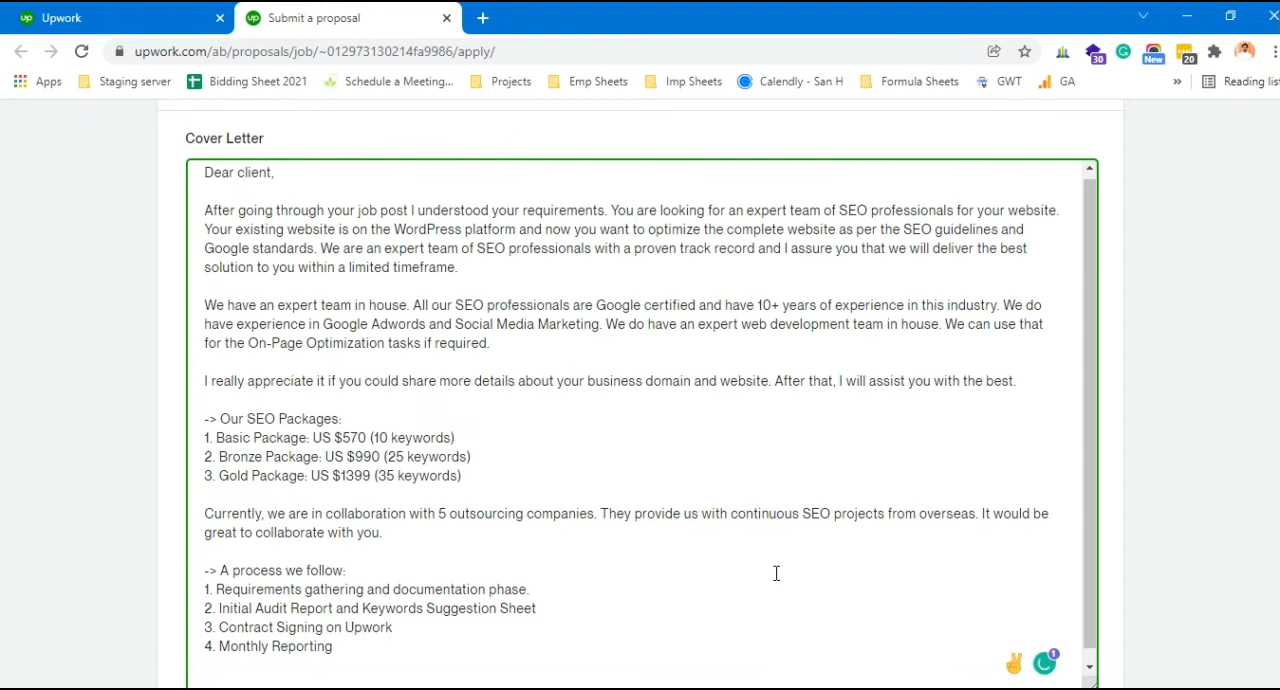 Upwork
Submit a proposal
upwork.com/ab/proposals/job/~012973130214fa9986/apply/
30
New
20
Apps
Staging server
Bidding Sheet 2021
Schedule a Meeting...
Projects
Emp Sheets
Imp Sheets
Calendly - San H
Formula Sheets
GWT
GA
»
Reading list
Cover Letter
Dear client,
After going through your job post I understood your requirements. You are looking for an expert team of SEO professionals for your website.
Your existing website is on the WordPress platform and now you want to optimize the complete website as per the SEO guidelines and
Google standards. We are an expert team of SEO professionals with a proven track record and I assure you that we will deliver the best
solution to you within a limited timeframe.
We have an expert team in house. All our SEO professionals are Google certified and have 10+ years of experience in this industry. We do
have experience in Google Adwords and Social Media Marketing. We do have an expert web development team in house. We can use that
for the On-Page Optimization tasks if required.
I really appreciate it if you could share more details about your business domain and website. After that, I will assist you with the best.
-> Our SEO Packages:
1. Basic Package: US $570 (10 keywords)
2. Bronze Package: US $990 (25 keywords)
3. Gold Package: US $1399 (35 keywords)
Currently, we are in collaboration with 5 outsourcing companies. They provide us with continuous SEO projects from overseas. It would be
great to collaborate with you.
-> A process we follow:
1. Requirements gathering and documentation phase.
2. Initial Audit Report and Keywords Suggestion Sheet
3. Contract Signing on Upwork
4. Monthly Reporting
1